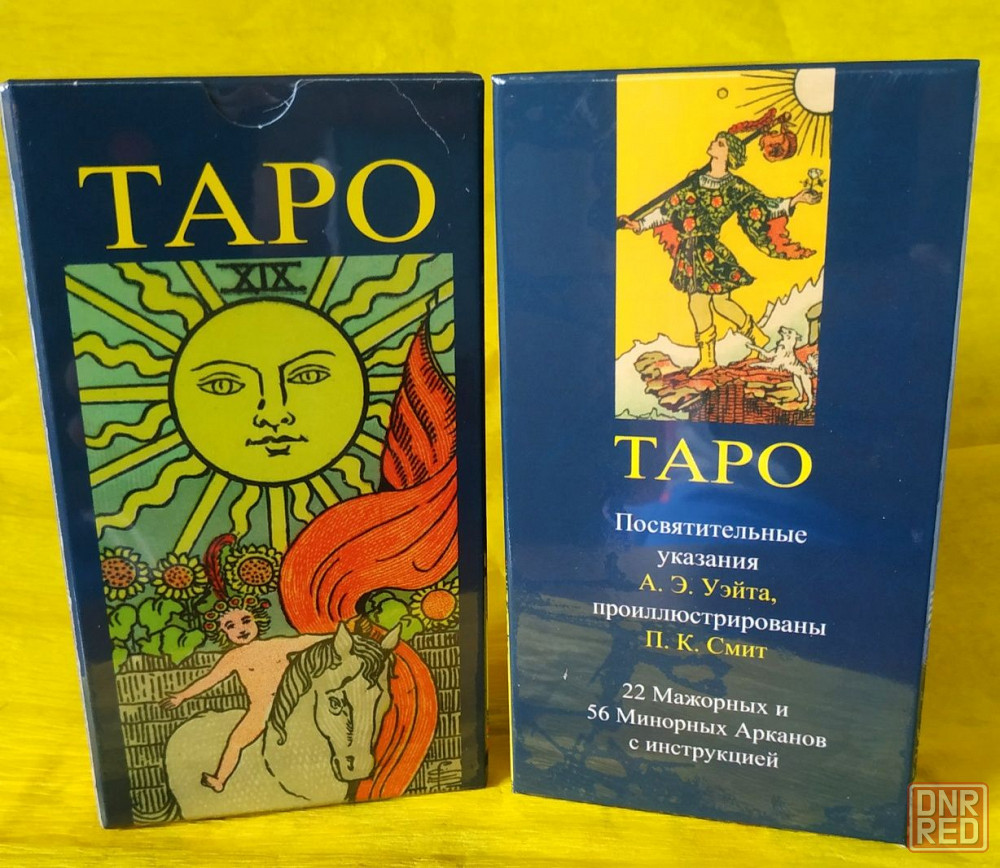 ТАРО
XIX
ТАРО
Посвятительные
указания
А. Э. Уэйта,
проиллюстрированы
П. К. Смит
22 Мажорных и
56 Минорных Арканов
с инструкцией
DNR
RED